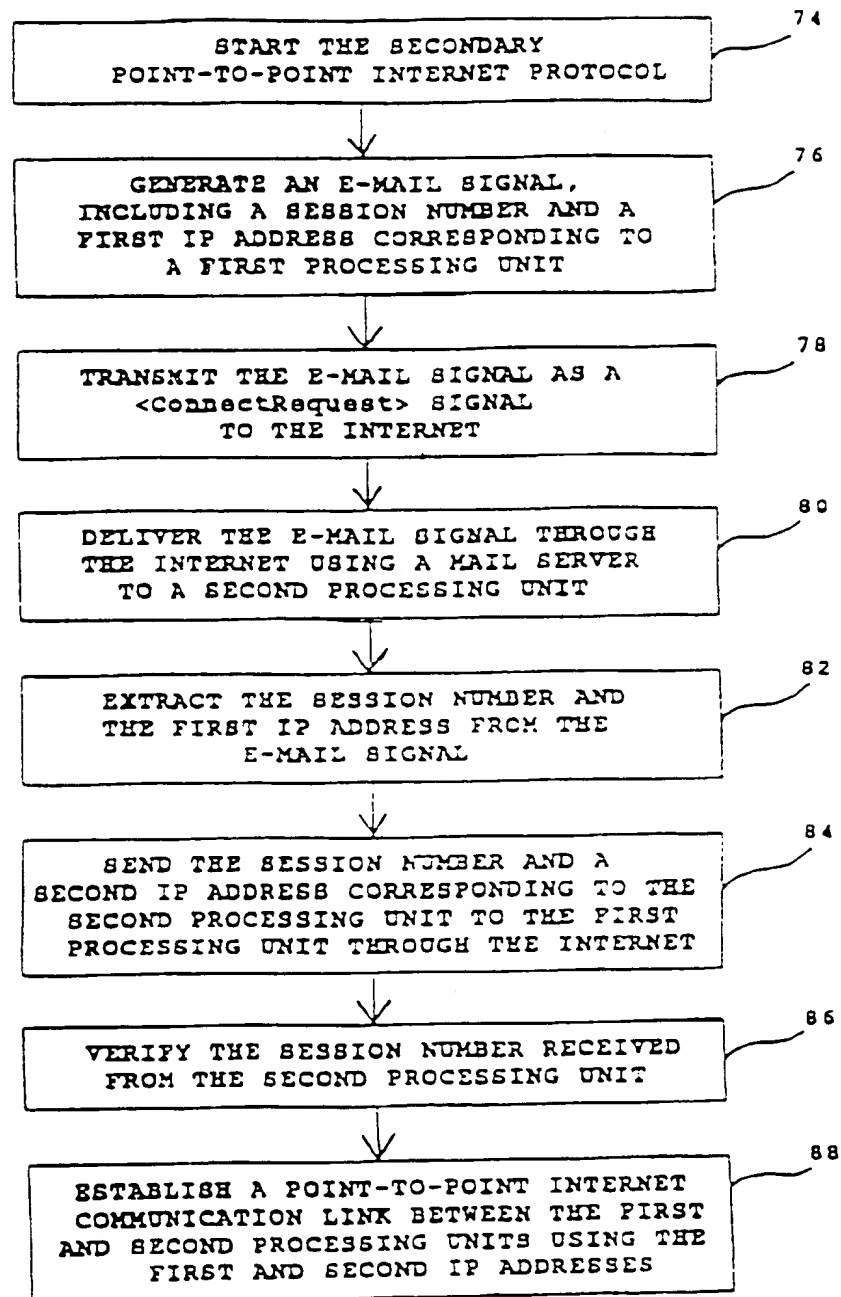 74
START THE SECONDARY
POINT-TO-POINT INTERNET PROTOCOL
76
GENERATE AN E-MAIL SIGNAL,
INCLUDING A SESSION NUMBER AND A
FIRST IP ADDRESS CORRESPONDING TO
A FIRST PROCESSING UNIT
78
TRANSMIT THE E-MAIL SIGNAL AS A
<ConnectRequest> SIGNAL
TO THE INTERNET
80
DELIVER THE E-MAIL SIGNAL THROUGH
THE INTERNET USING A MAIL SERVER
TO A SECOND PROCESSING UNIT
82
EXTRACT THE SESSION NUMBER AND
THE FIRST IP ADDRESS FROM THE
E-MAIL SIGNAL
84
SEND THE SESSION NUMBER AND A
SECOND IP ADDRESS CORRESPONDING TO THE
SECOND PROCESSING UNIT TO THE FIRST
PROCESSING UNIT THROUGH THE INTERNET
86
VERIFY THE SESSION NUMBER RECEIVED
FROM THE SECOND PROCESSING UNIT
88
ESTABLISH A POINT-TO-POINT INTERNET
COMMUNICATION LINK BETWEEN THE FIRST
AND SECOND PROCESSING UNITS USING THE
FIRST AND SECOND IP ADDRESSES